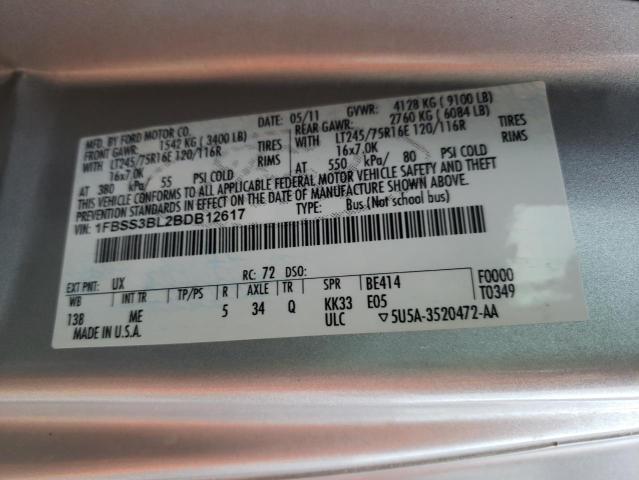 MFD. BY FORD MOTOR CO.
DATE: 05/11 GVWR: 4128 KG ( 9100 LB)
FRONT GAWR: 1542 KG ( 3400 LB) REAR GAWR: 2760 KG ( 6084 LB)
WITH LT245/75R16E 120/116R TIRES WITH LT245/75R16E 120/116R TIRES
16x7.0K RIMS 16x7.0K RIMS
AT 380 kPa/ 55 PSI COLD AT 550 kPa/ 80 PSI COLD
THIS VEHICLE CONFORMS TO ALL APPLICABLE FEDERAL MOTOR VEHICLE SAFETY AND THEFT
PREVENTION STANDARDS IN EFFECT ON THE DATE OF MANUFACTURE SHOWN ABOVE.
VIN: 1FBSS3BL2BDB12617 TYPE: Bus (Not school bus)
EXT PNT: UX RC: 72 DSO:
WB INT TR TP/PS R AXLE TR SPR BE414 F0000
138 ME 5 34 Q KK33 E05 T0349
MADE IN U.S.A. ULC ▽5U5A-3520472-AA